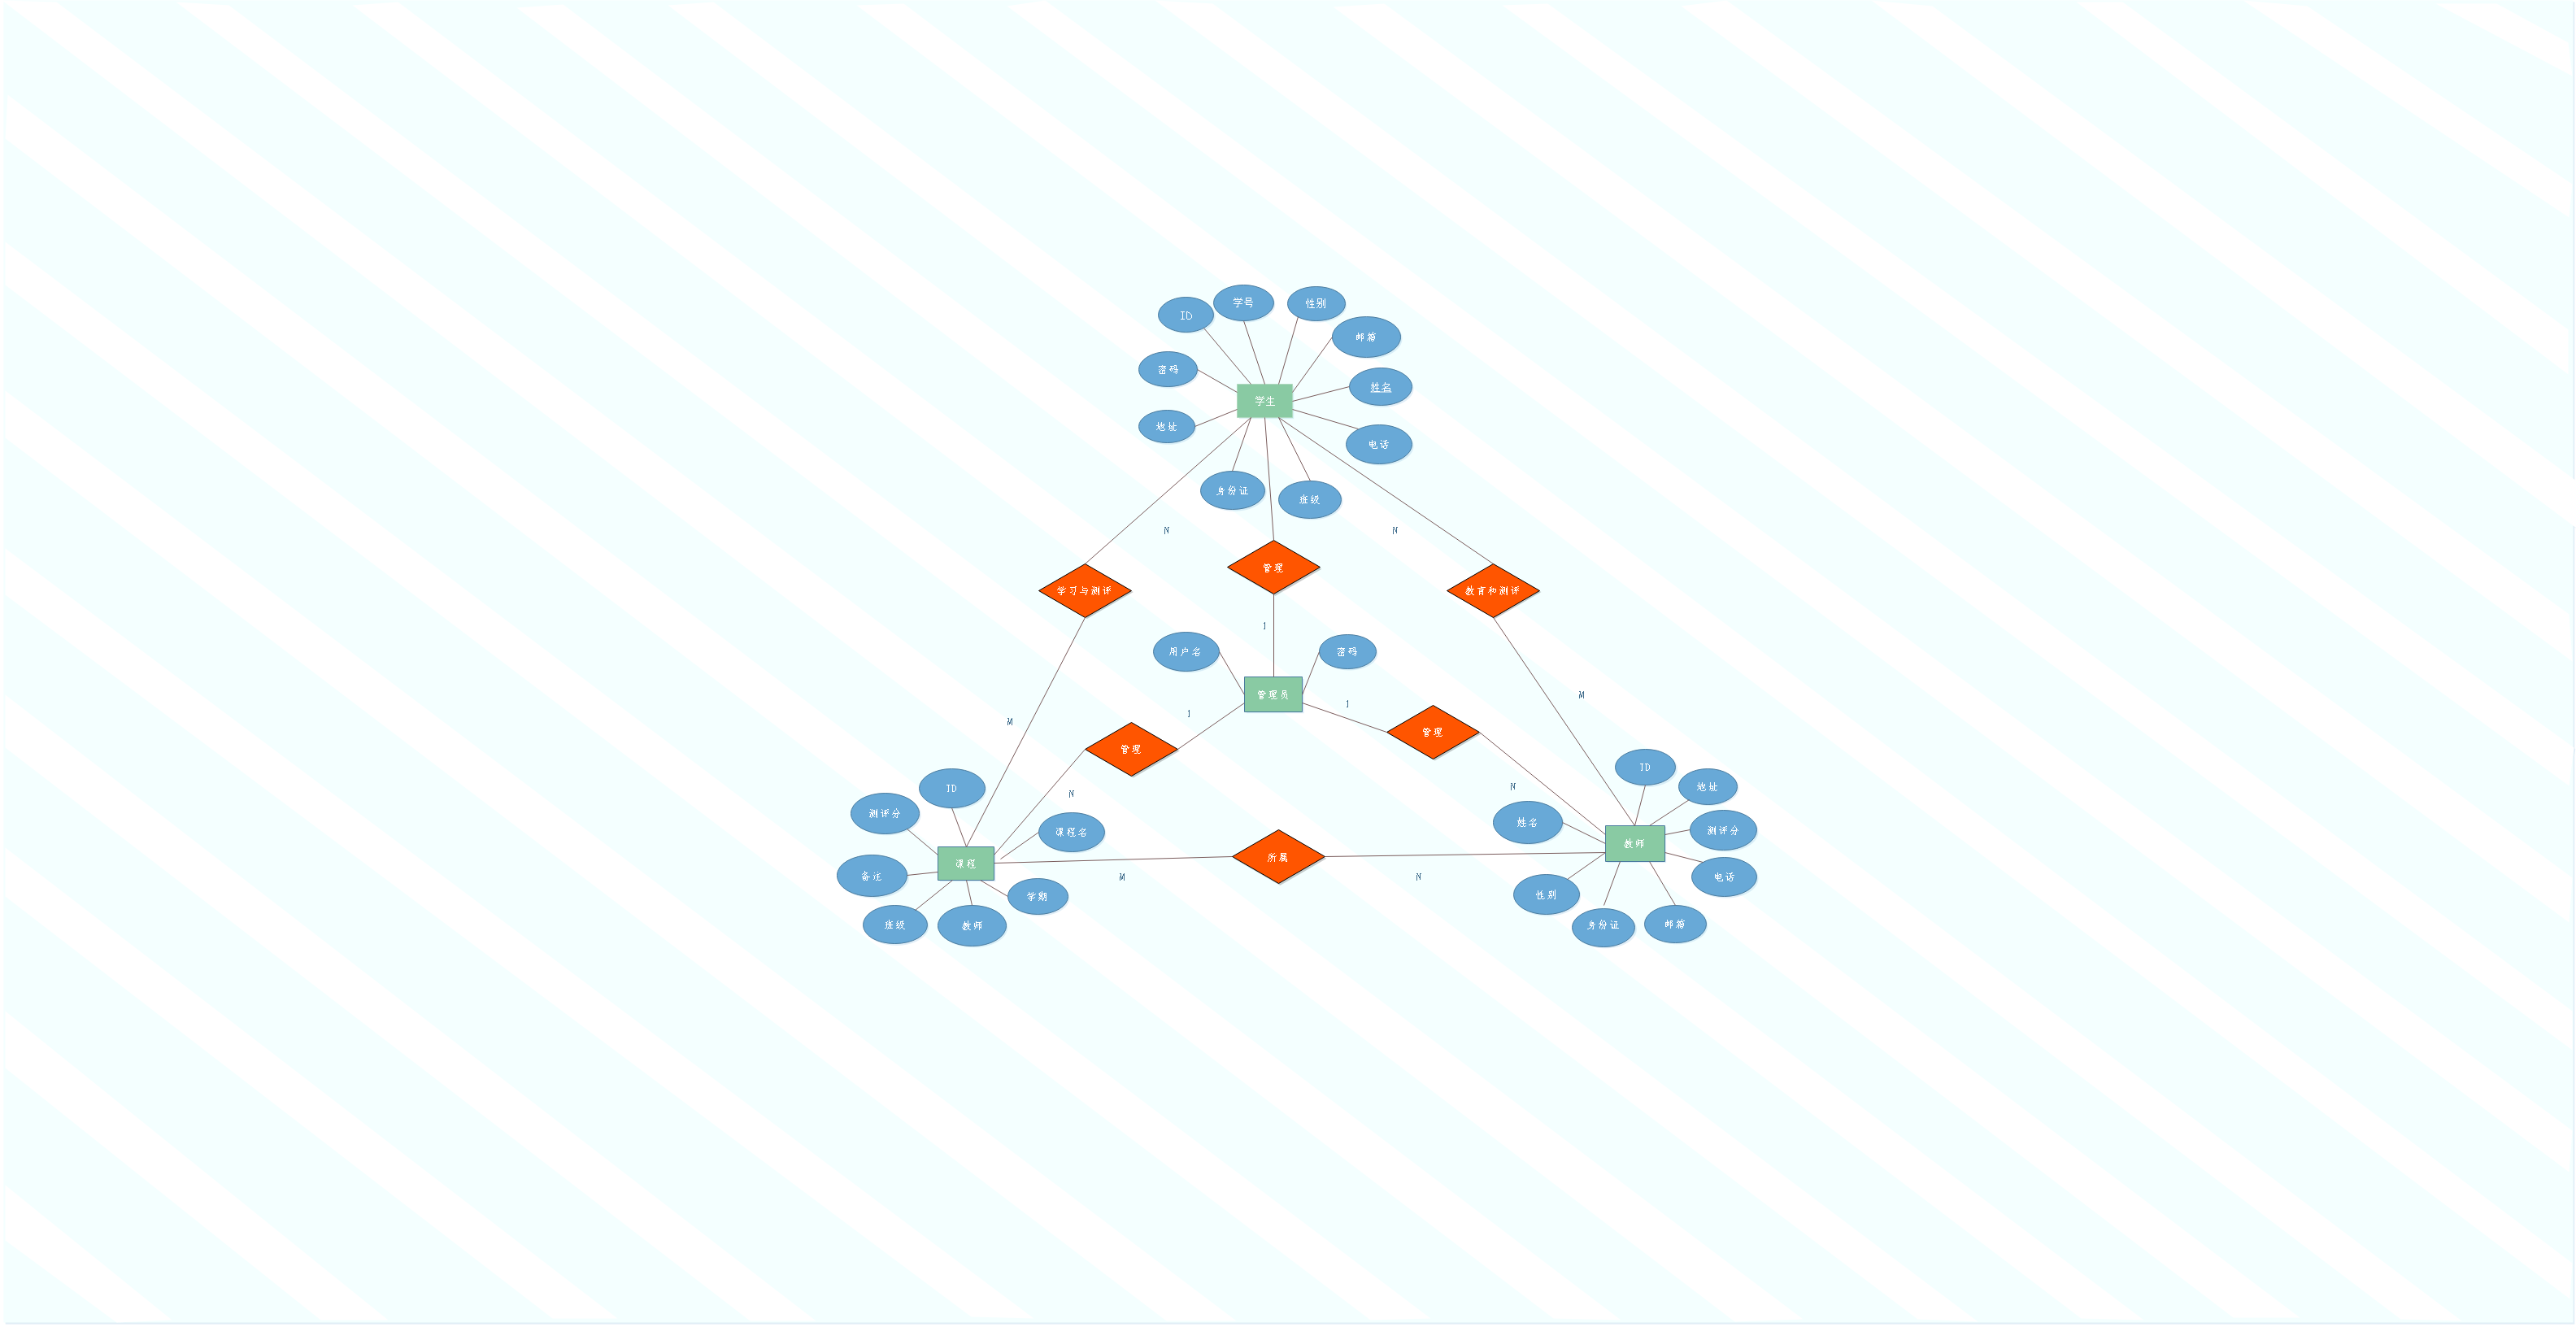 学号
性别
ID
邮箱
密码
姓名
学生
地址
电话
身份证
班级
N
N
管理
学习与测评
教育和测评
1
用户名
密码
管理员
M
1
1
M
管理
管理
ID
ID
地址
N
N
测评分
课程名
姓名
测评分
教师
课程
所属
备注
M
N
电话
学期
性别
班级
教师
身份证
邮箱